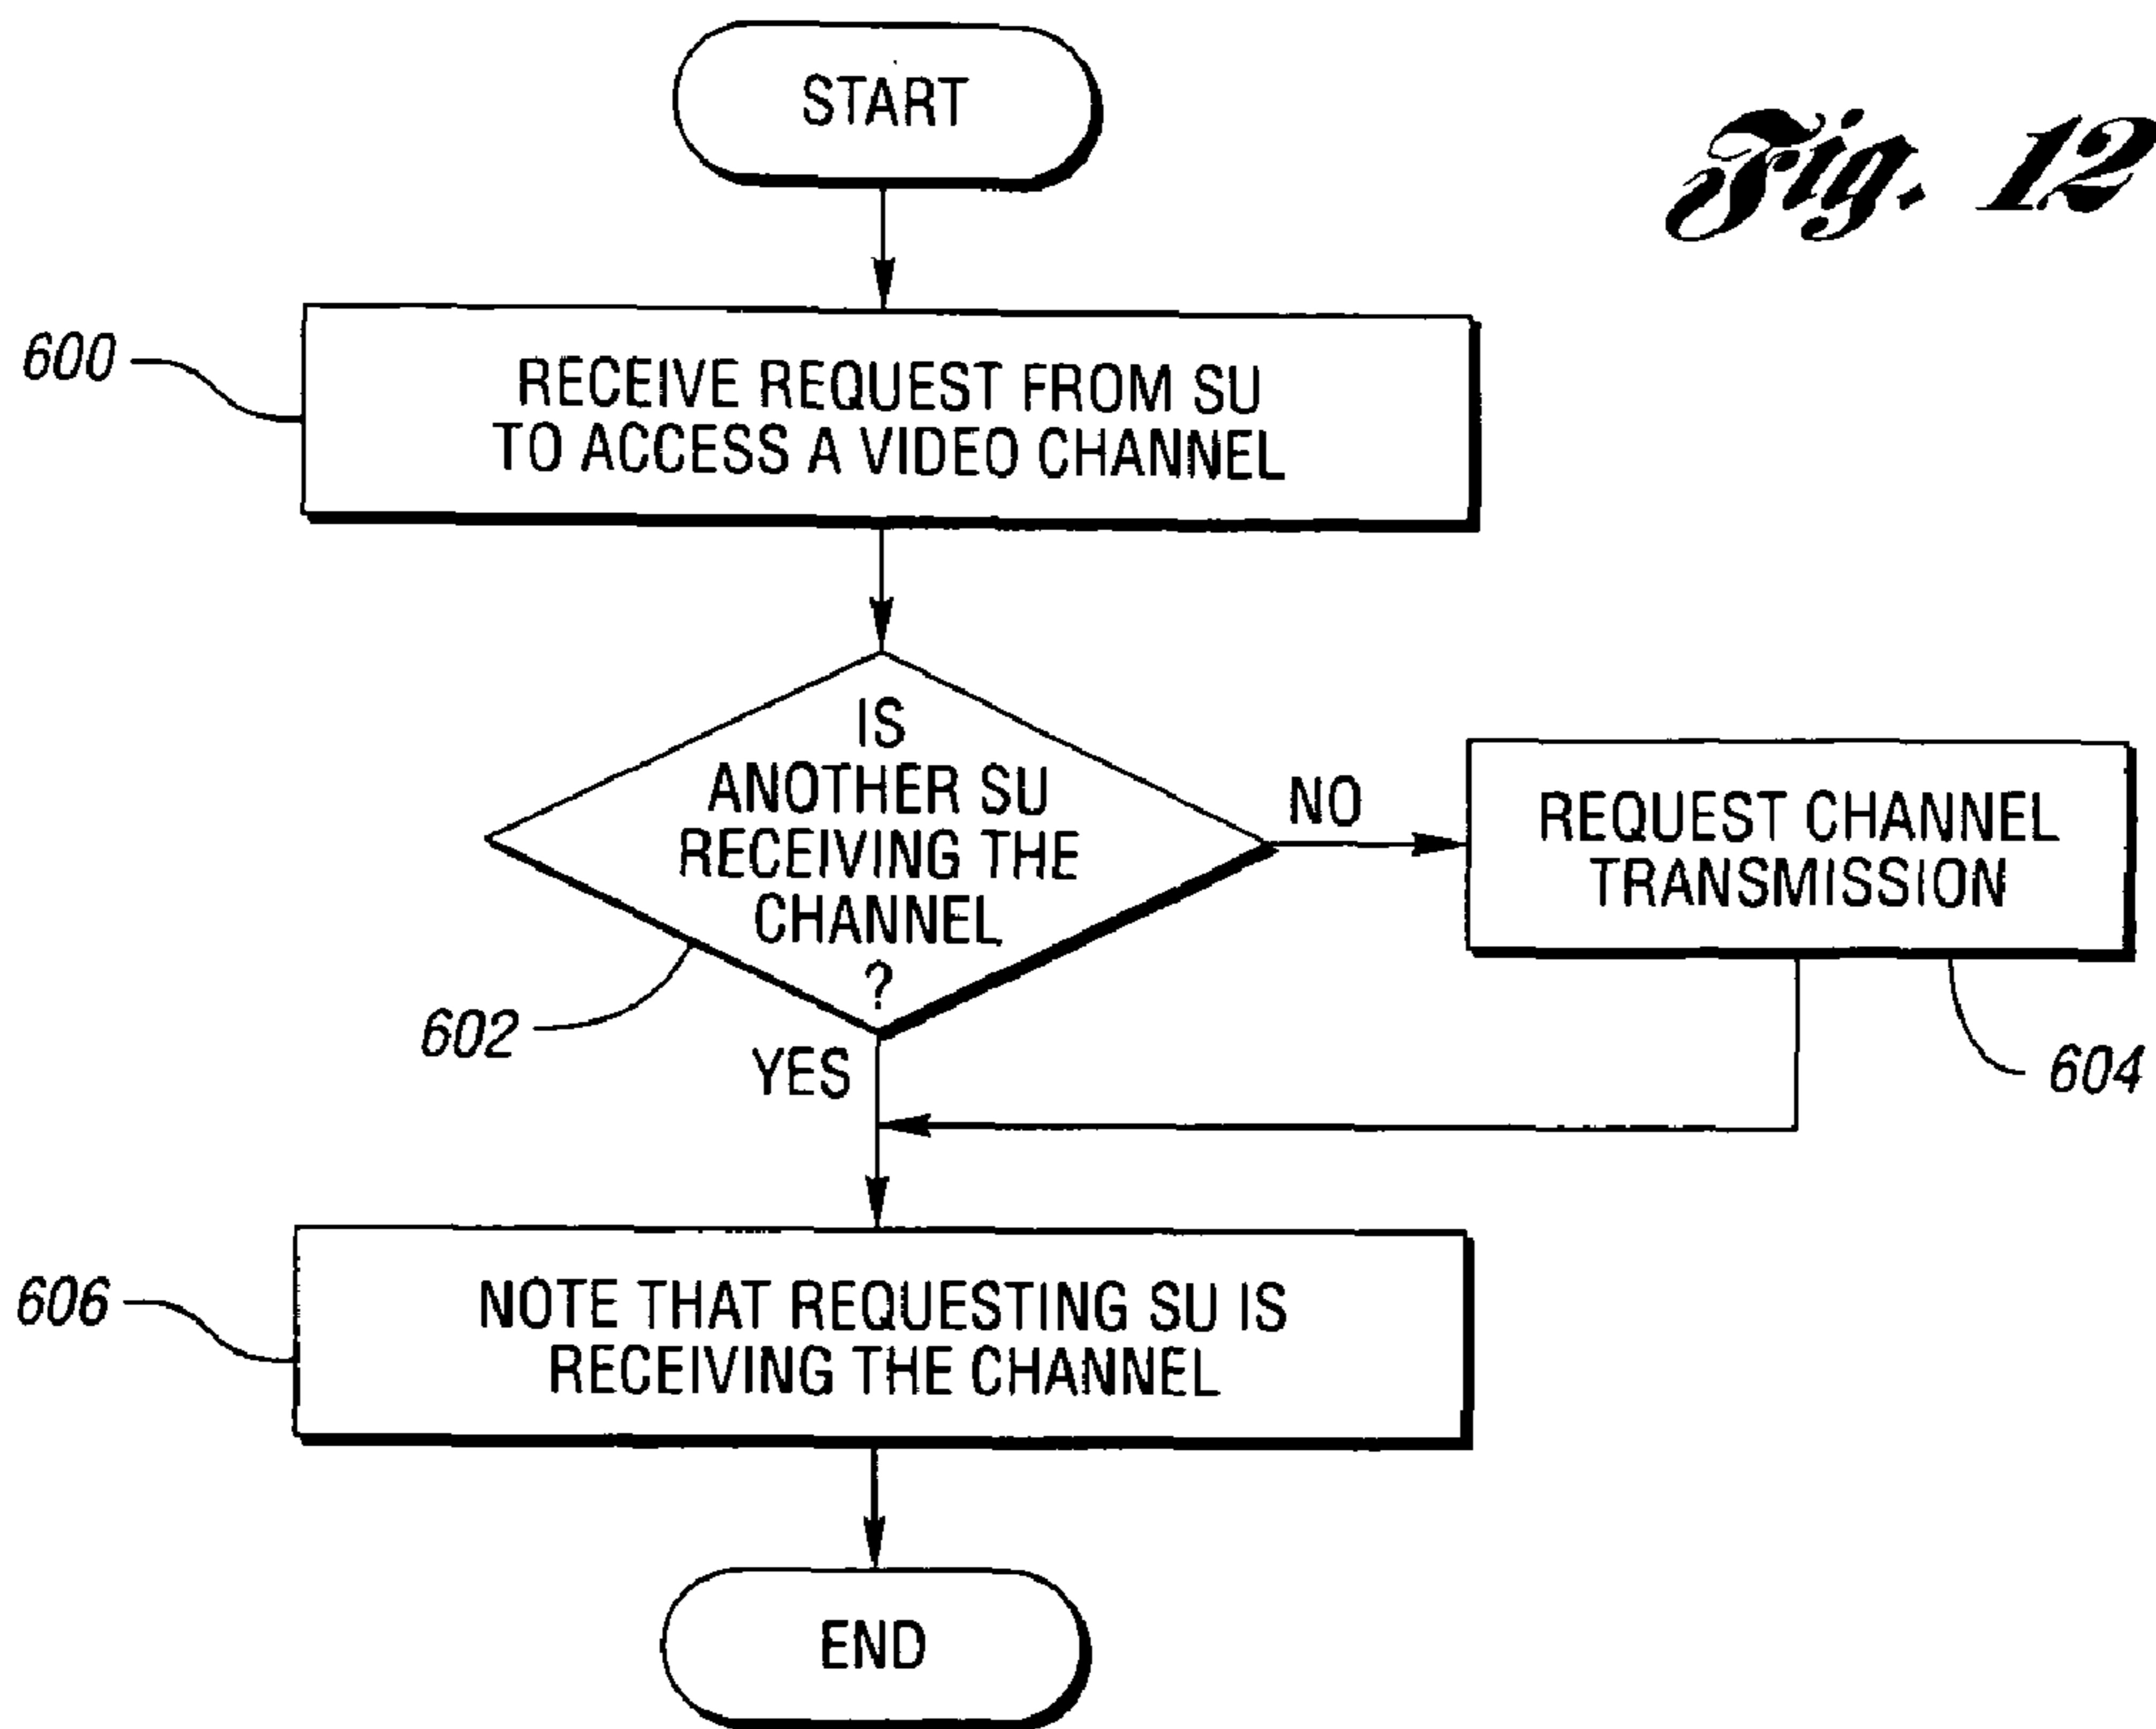 START
Fig. 12
600
RECEIVE REQUEST FROM SU
TO ACCESS A VIDEO CHANNEL
IS
ANOTHER SU
RECEIVING THE
CHANNEL
?
NO
REQUEST CHANNEL
TRANSMISSION
602
YES
604
606
NOTE THAT REQUESTING SU IS
RECEIVING THE CHANNEL
END